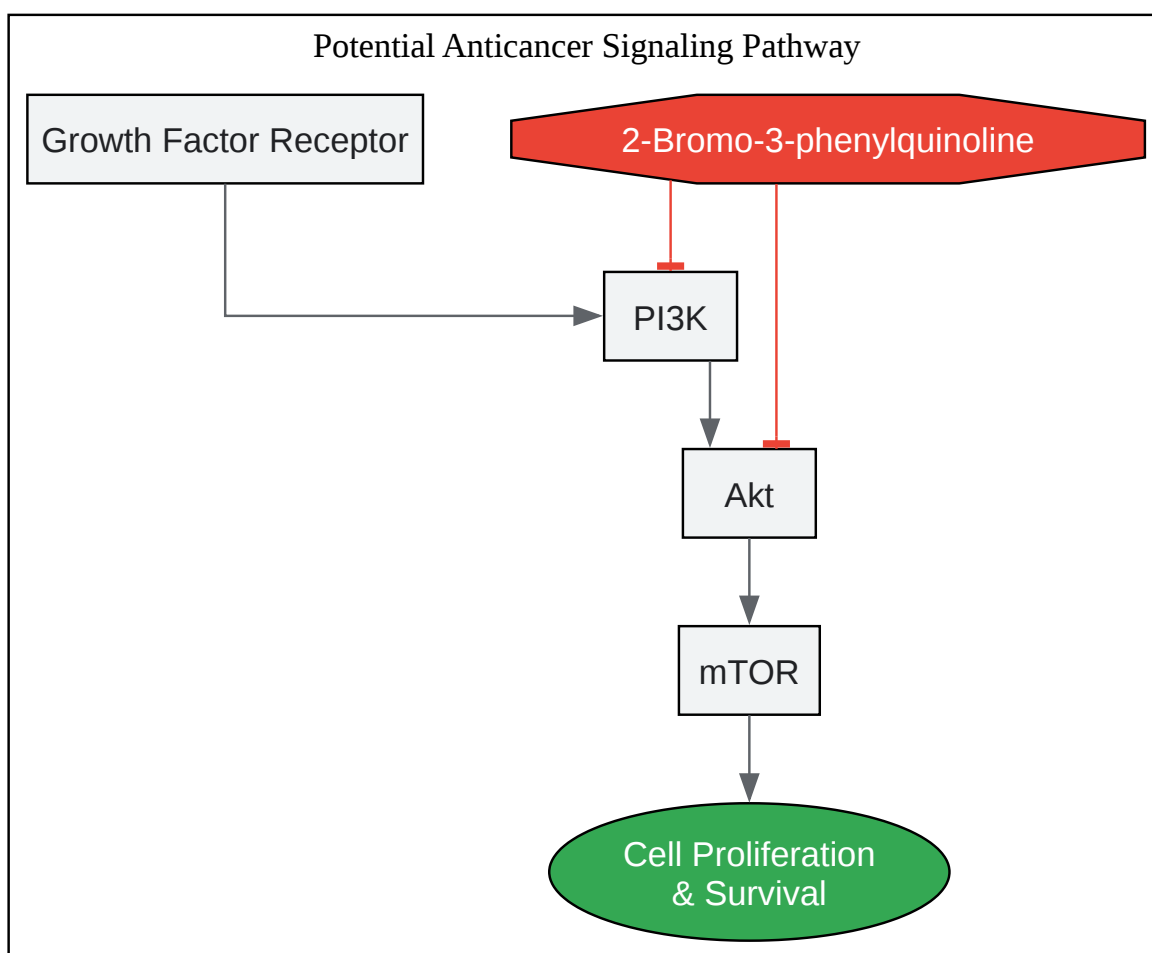 Potential Anticancer Signaling Pathway
Growth Factor Receptor
2-Bromo-3-phenylquinoline
PI3K
Akt
mTOR
Cell Proliferation
& Survival